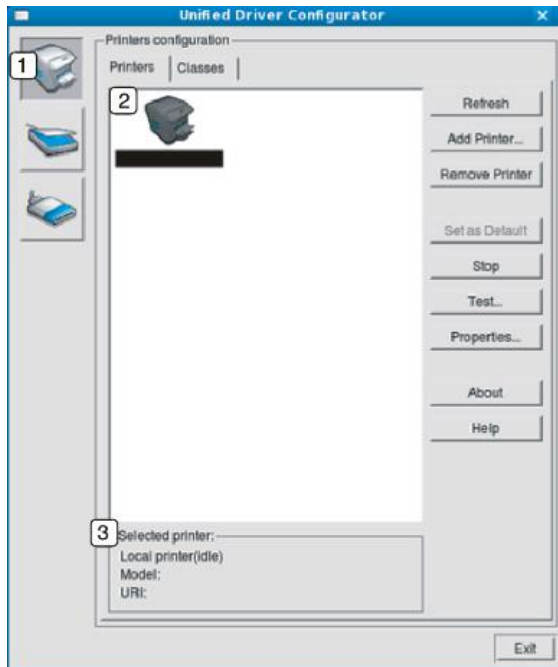 Unified Driver Configurator
Printers configuration
1
Printers Classes
2
Refresh
Add Printer...
Remove Printer
Set as Default
Stop
Test...
Properties...
About
Help
3
Selected printer:
Local printer(idle)
Model:
URI:
Exit